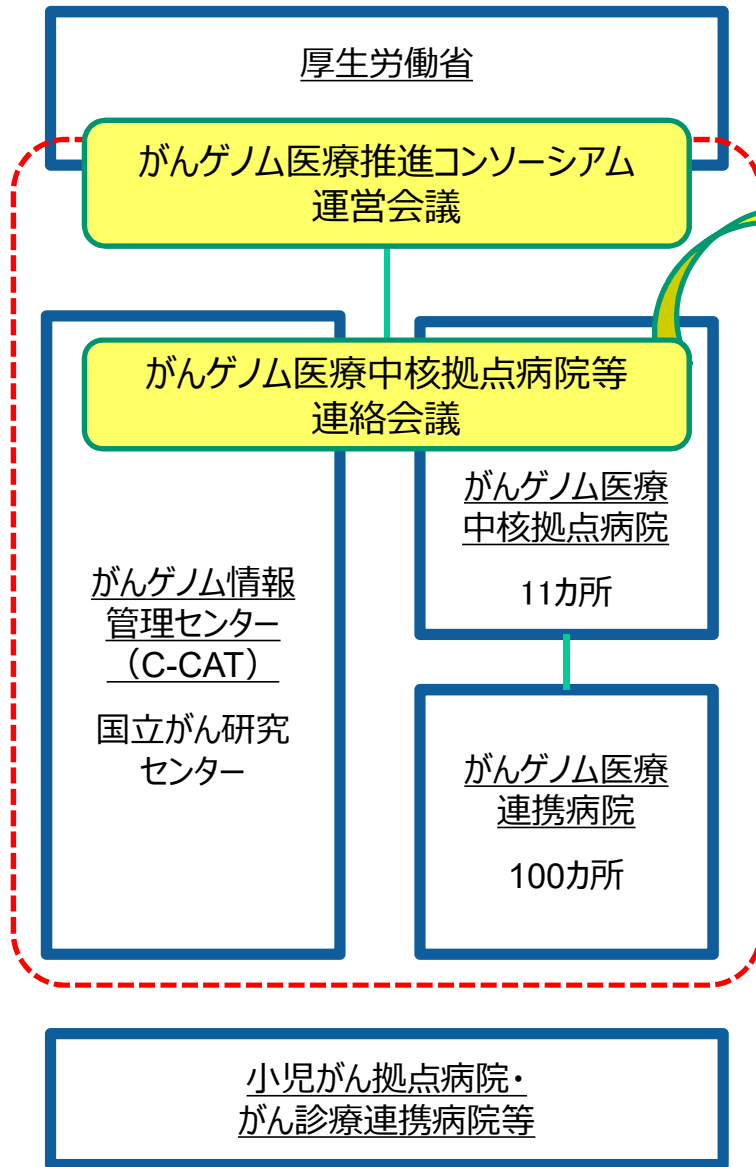 厚生労働省
がんゲノム医療推進コンソーシアム
運営会議
がんゲノム医療中核拠点病院等
連絡会議
がんゲノム情報
管理センター
（C-CAT）
国立がん研究
センター
がんゲノム医療
中核拠点病院
11カ所
がんゲノム医療
連携病院
100カ所
小児がん拠点病院・
がん診療連携病院等